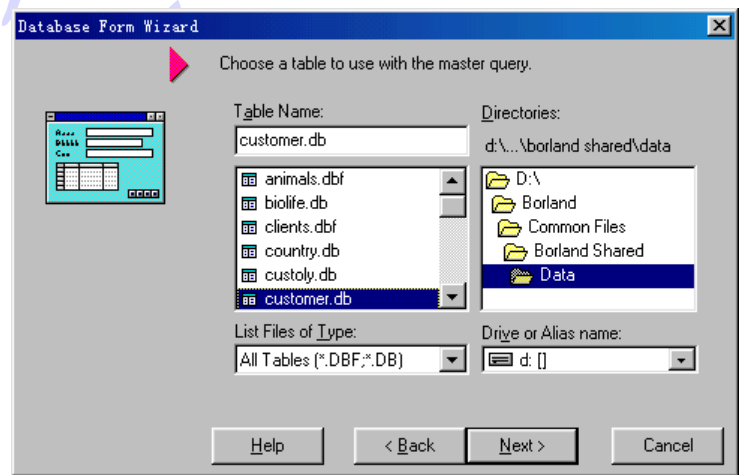 Database Form Wizard
Choose a table to use with the master query.
Table Name:
customer.db
animals.dbf
biolife.db
clients.dbf
country.db
custoly.db
customer.db
List Files of Type:
All Tables (*.DBF;*.DB)
Directories:
d:\...\borland shared\data
D:\
Borland
Common Files
Borland Shared
Data
Drive or Alias name:
d: []
Help
< Back
Next >
Cancel